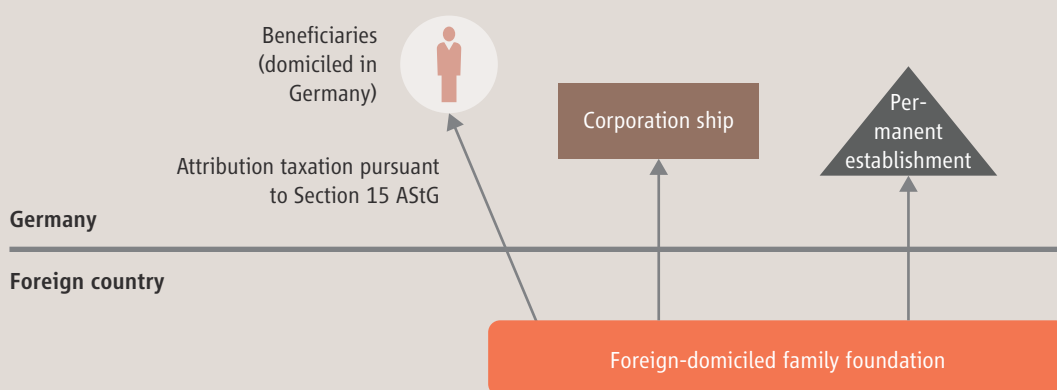 Beneficiaries
(domiciled in
Germany)
Corporation ship
Per-
manent
establishment
Attribution taxation pursuant
to Section 15 AStG
Germany
Foreign country
Foreign-domiciled family foundation